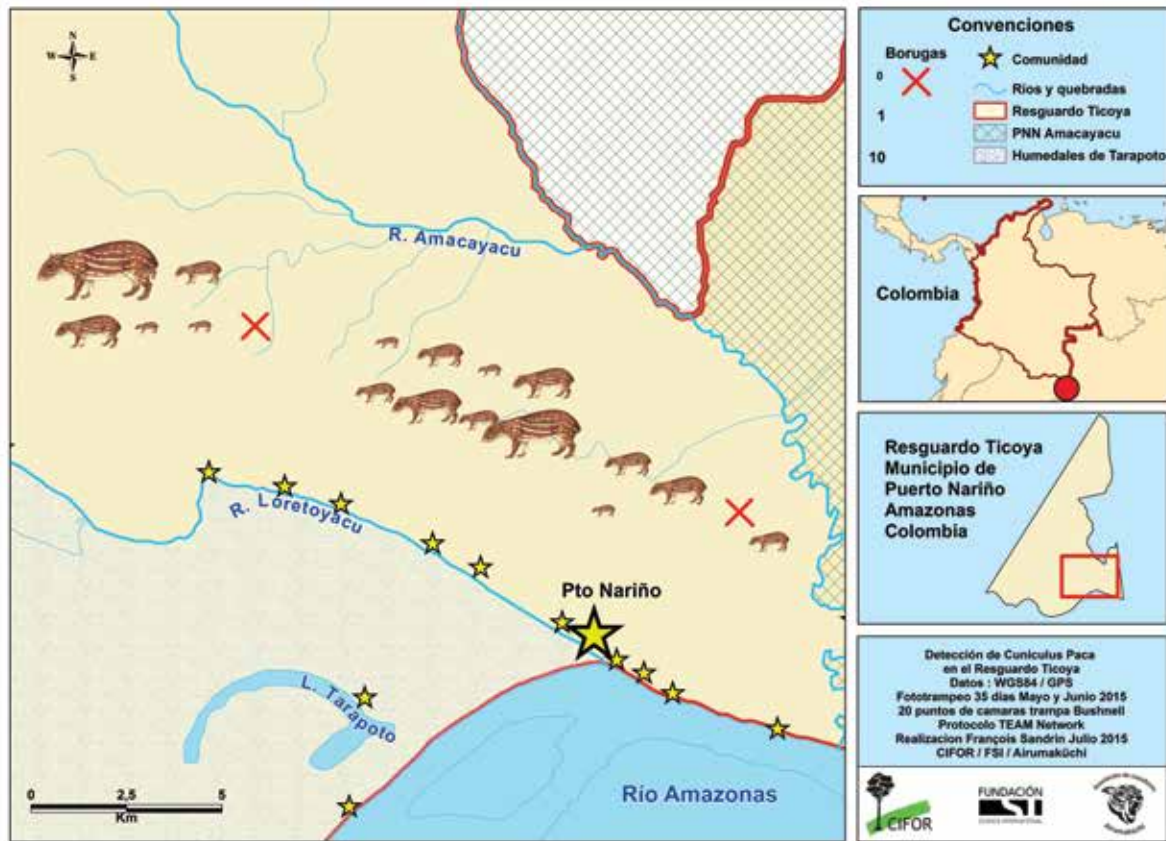 N
W E
S
R. Amacayacu
R. Loretoyacu
Pto Nariño
L. Tarapoto
Río Amazonas
0 2,5 5
Km
Convenciones
Borugas
0
1
10
Comunidad
Ríos y quebradas
Resguardo Ticoya
PNN Amacayacu
Humedales de Tarapoto
Colombia
Resguardo Ticoya
Municipio de
Puerto Nariño
Amazonas
Colombia
Detección de Cuniculus Paca
en el Resguardo Ticoya
Datos : WGS84 / GPS
Fototrampeo 35 días Mayo y Junio 2015
20 puntos de camaras trampa Bushnell
Protocolo TEAM Network
Realizacion François Sandrin Julio 2015
CIFOR / FSI / Airumaküchi
CIFOR
FUNDACIÓN